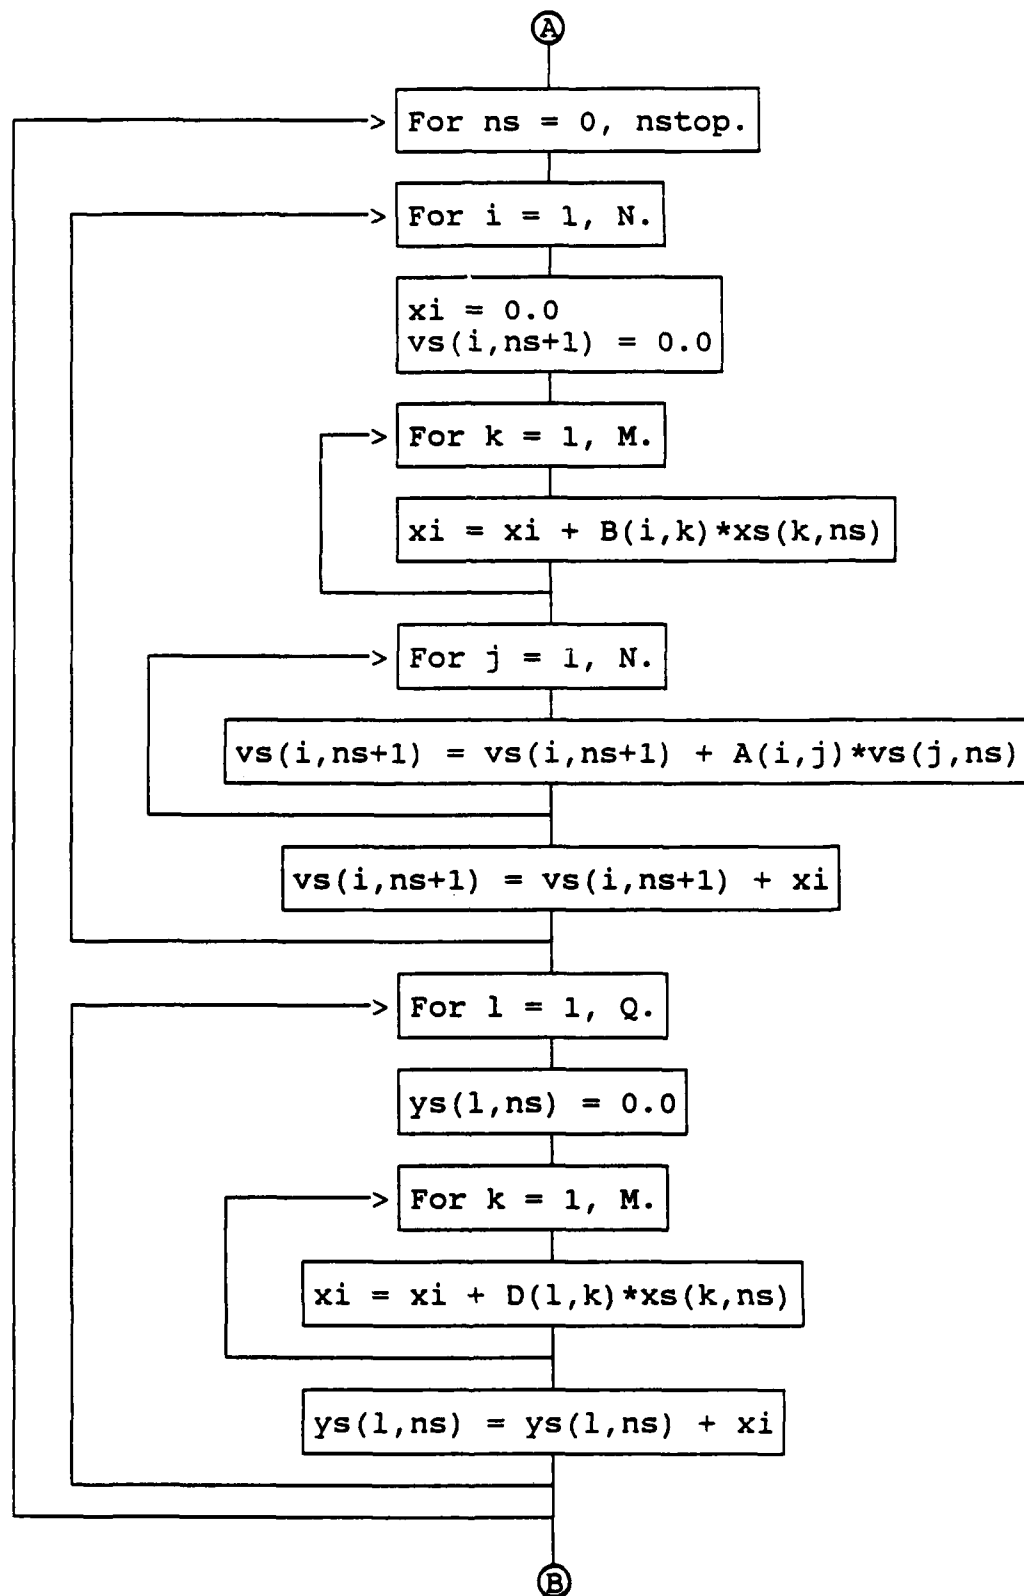 A
> For ns = 0, nstop.
> For i = 1, N.
xi = 0.0
vs(i,ns+1) = 0.0
> For k = 1, M.
xi = xi + B(i,k)*xs(k,ns)
> For j = 1, N.
vs(i,ns+1) = vs(i,ns+1) + A(i,j)*vs(j,ns)
vs(i,ns+1) = vs(i,ns+1) + xi
> For l = 1, Q.
ys(l,ns) = 0.0
> For k = 1, M.
xi = xi + D(l,k)*xs(k,ns)
ys(l,ns) = ys(l,ns) + xi
B